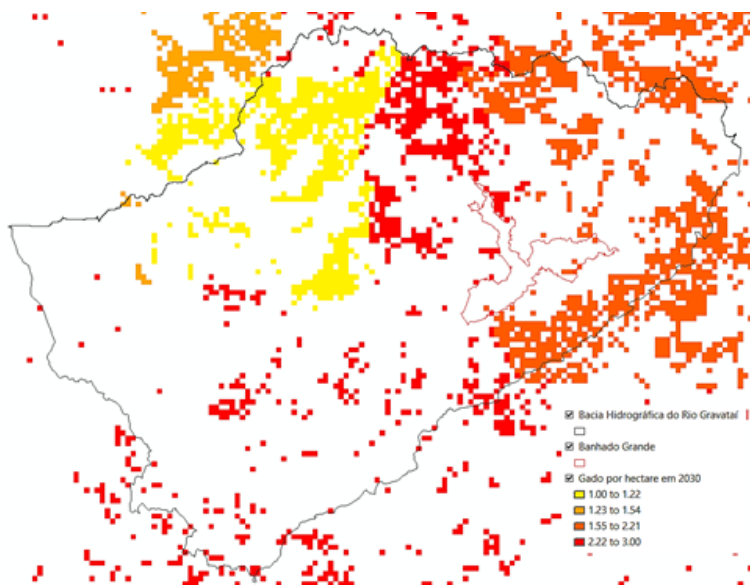 Bacia Hidrográfica do Rio Gravataí
Banhado Grande
Gado por hectare em 2030
1.00 to 1.22
1.23 to 1.54
1.55 to 2.21
2.22 to 3.00